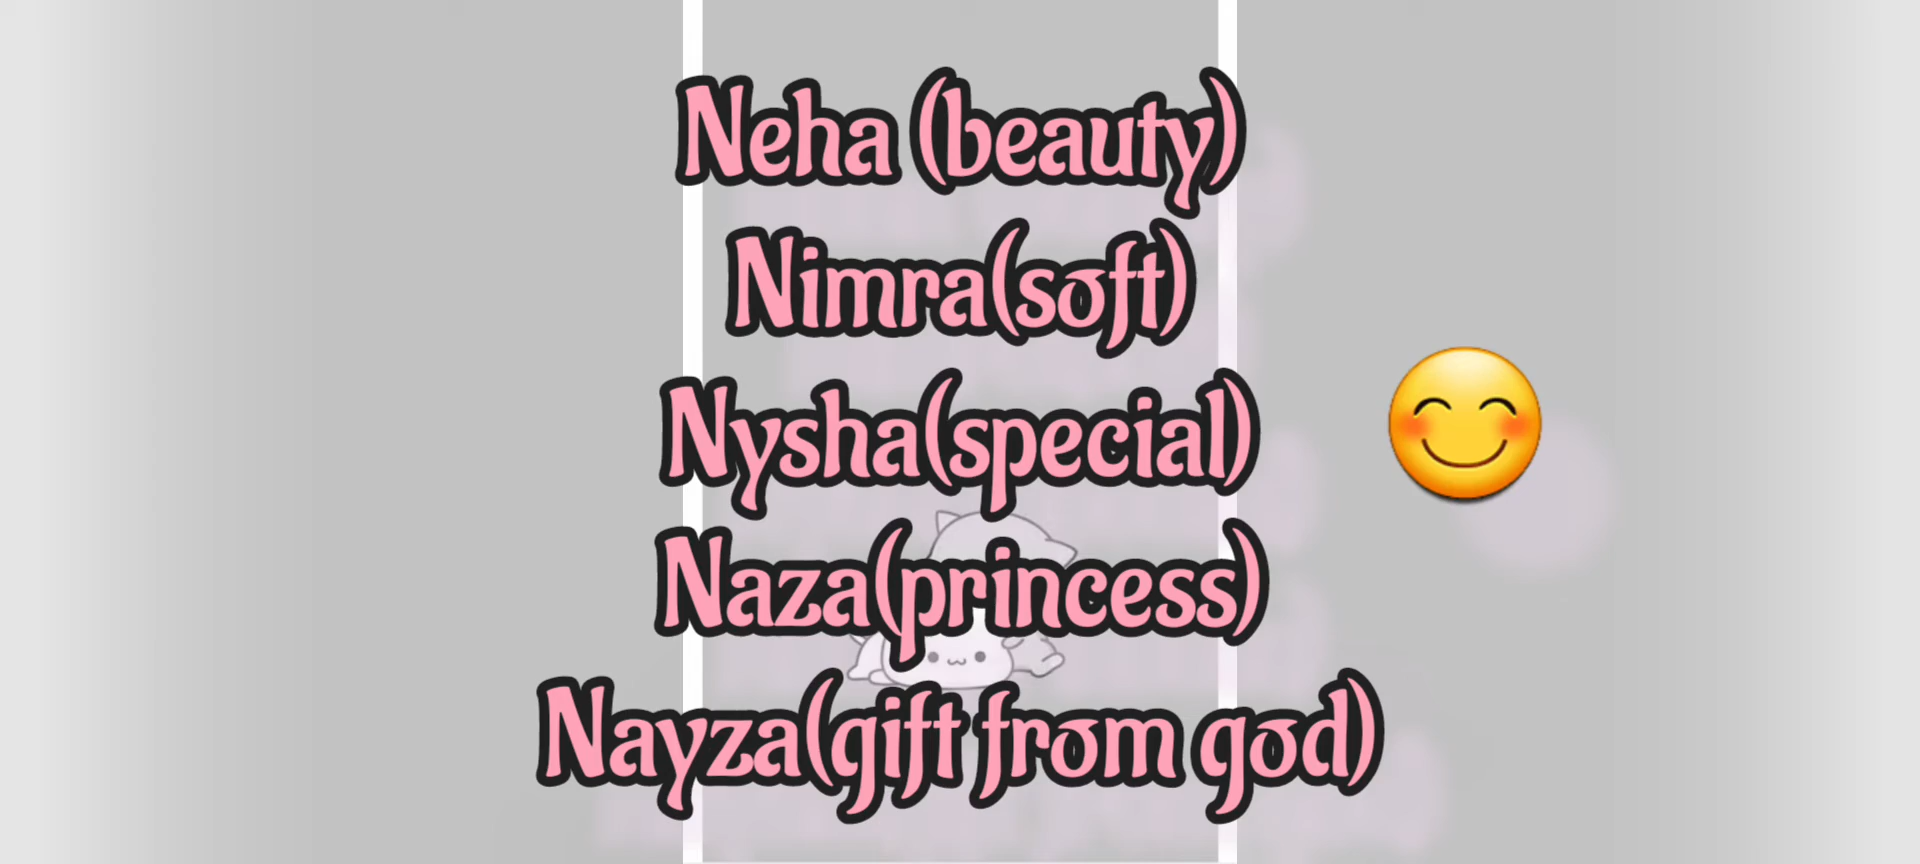 Neha (beauty)
Nimra(soft)
Nysha(special)
Naza(princess)
Nayza(gift from god)